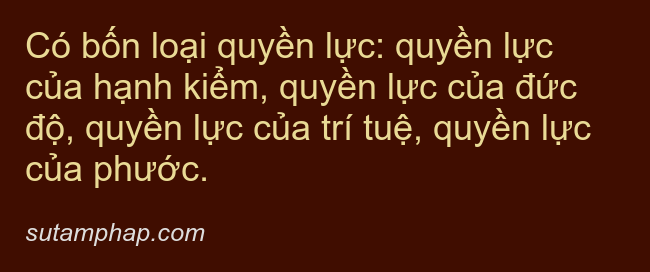 Có bốn loại quyền lực: quyền lực
của hạnh kiểm, quyền lực của đức
độ, quyền lực của trí tuệ, quyền lực
của phước.
sutamphap.com